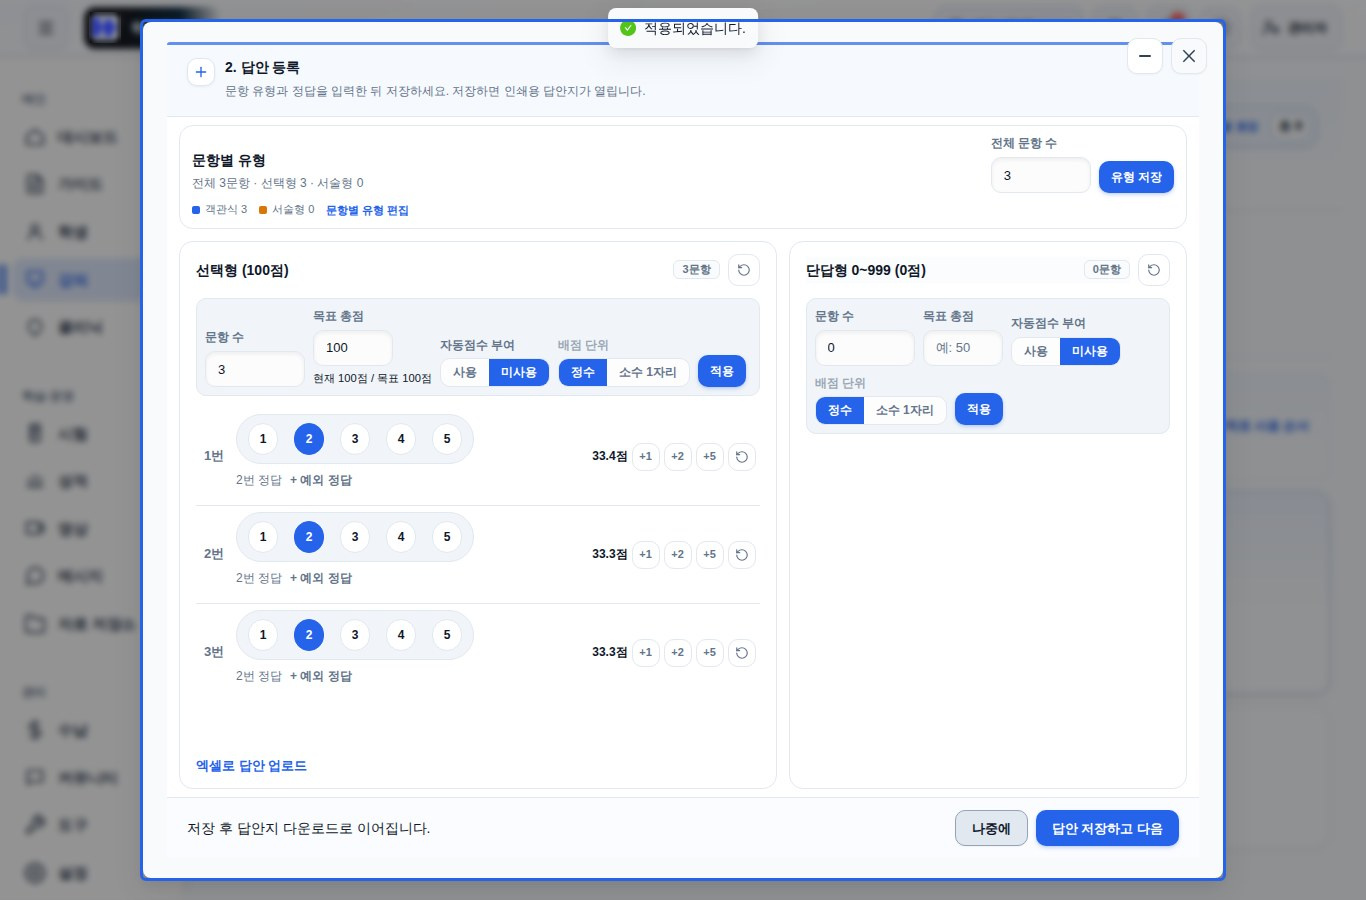 적용되었습니다.
2. 답안 등록
문항 유형과 정답을 입력한 뒤 저장하세요. 저장하면 인쇄용 답안지가 열립니다.
문항별 유형
전체 3문항 · 선택형 3 · 서술형 0
객관식 3 서술형 0 문항별 유형 편집
전체 문항 수
3
유형 저장
선택형 (100점)
3문항
문항 수
3
목표 총점
100
현재 100점 / 목표 100점
자동점수 부여
사용 미사용
배점 단위
정수 소수 1자리
적용
1번
1 2 3 4 5
2번 정답 + 예외 정답
33.4점 +1 +2 +5
2번
1 2 3 4 5
2번 정답 + 예외 정답
33.3점 +1 +2 +5
3번
1 2 3 4 5
2번 정답 + 예외 정답
33.3점 +1 +2 +5
엑셀로 답안 업로드
단답형 0~999 (0점)
0문항
문항 수
0
목표 총점
예: 50
자동점수 부여
사용 미사용
배점 단위
정수 소수 1자리
적용
저장 후 답안지 다운로드로 이어집니다.
나중에
답안 저장하고 다음